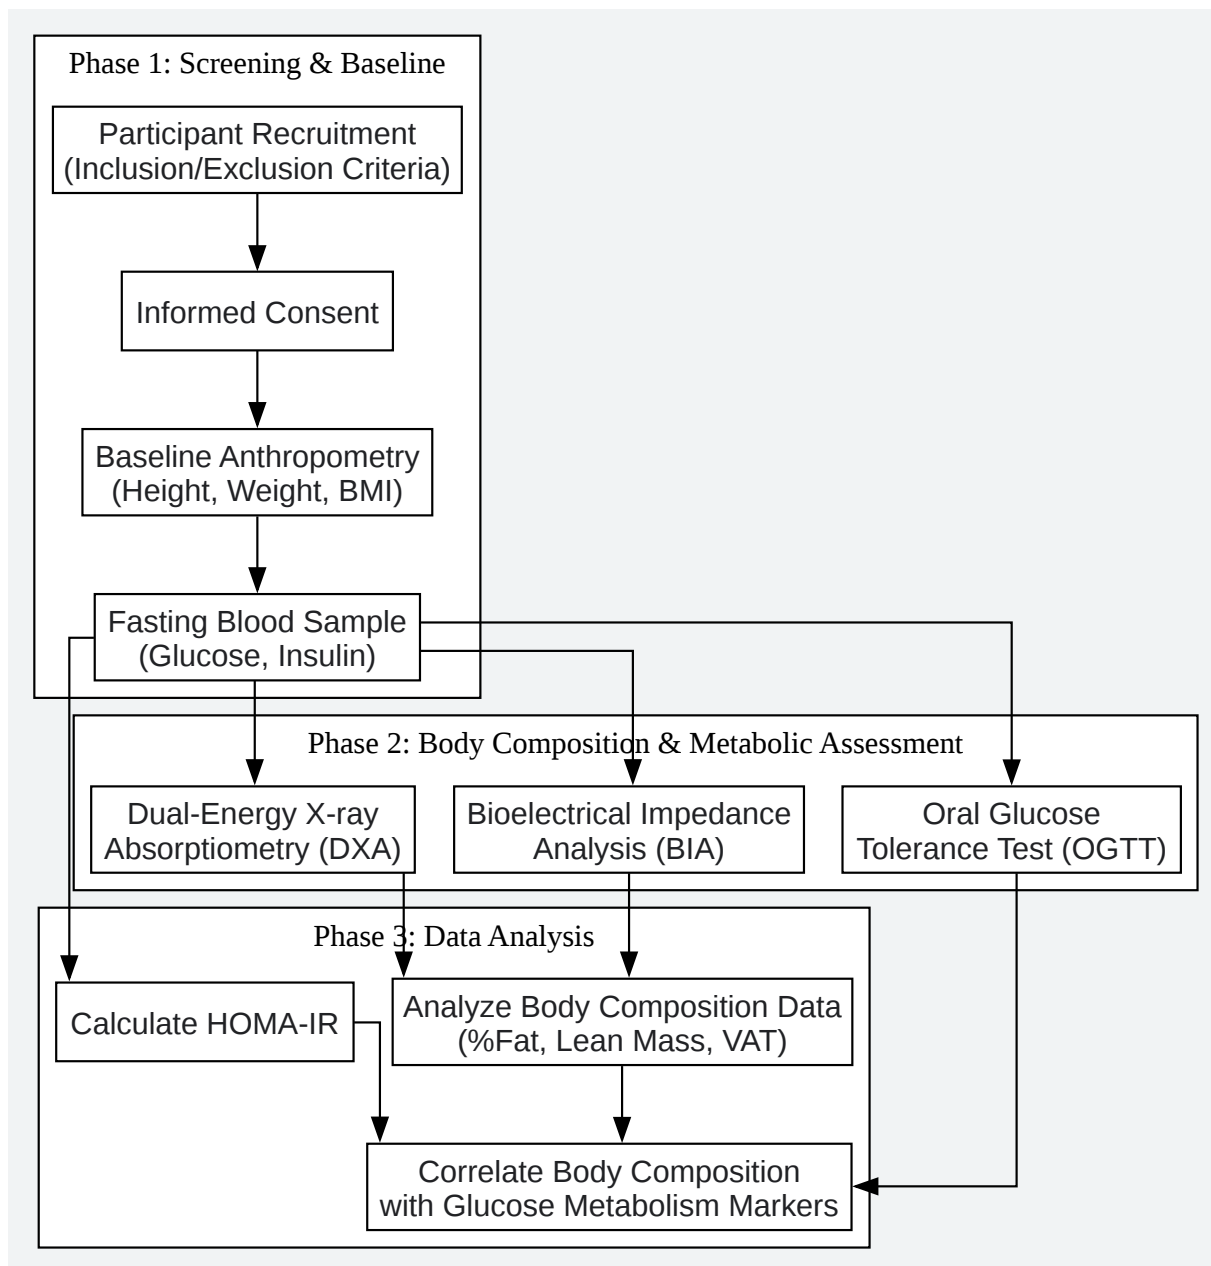 Phase 1: Screening & Baseline
Participant Recruitment
(Inclusion/Exclusion Criteria)
Informed Consent
Baseline Anthropometry
(Height, Weight, BMI)
Fasting Blood Sample
(Glucose, Insulin)
Phase 2: Body Composition & Metabolic Assessment
Dual-Energy X-ray
Absorptiometry (DXA)
Bioelectrical Impedance
Analysis (BIA)
Oral Glucose
Tolerance Test (OGTT)
Phase 3: Data Analysis
Calculate HOMA-IR
Analyze Body Composition Data
(%Fat, Lean Mass, VAT)
Correlate Body Composition
with Glucose Metabolism Markers